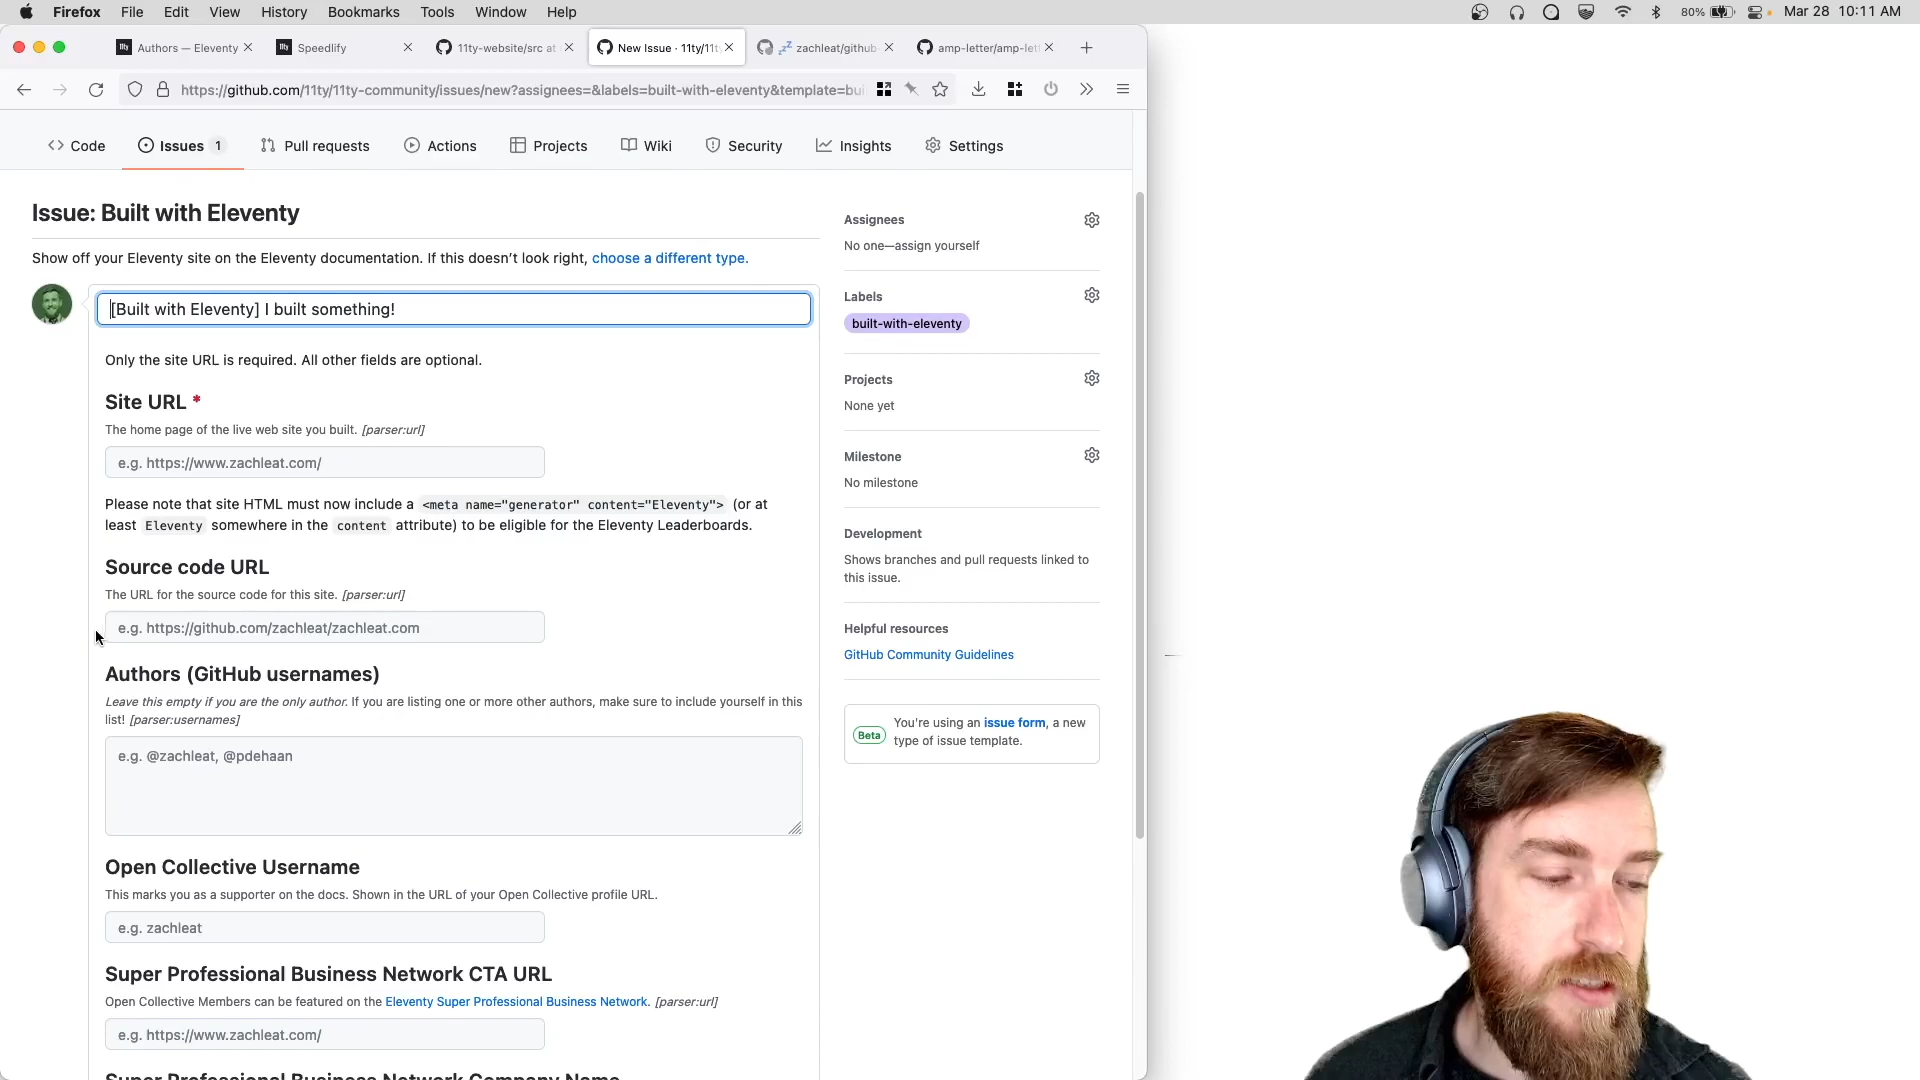 Firefox File Edit View History Bookmarks Tools Window Help 80% Mar 28 10:11 AM
Authors — Eleventy Speedlify 11ty-website/src at New Issue · 11ty/11ty zachleat/github amp-letter/amp-let
https://github.com/11ty/11ty-community/issues/new?assignees=&labels=built-with-eleventy&template=bui
Code Issues 1 Pull requests Actions Projects Wiki Security Insights Settings
Issue: Built with Eleventy
Show off your Eleventy site on the Eleventy documentation. If this doesn’t look right, choose a different type.
[Built with Eleventy] I built something!
Only the site URL is required. All other fields are optional.
Site URL *
The home page of the live web site you built. [parser:url]
e.g. https://www.zachleat.com/
Please note that site HTML must now include a <meta name="generator" content="Eleventy"> (or at
least Eleventy somewhere in the content attribute) to be eligible for the Eleventy Leaderboards.
Source code URL
The URL for the source code for this site. [parser:url]
e.g. https://github.com/zachleat/zachleat.com
Authors (GitHub usernames)
Leave this empty if you are the only author. If you are listing one or more other authors, make sure to include yourself in this
list! [parser:usernames]
e.g. @zachleat, @pdehaan
Open Collective Username
This marks you as a supporter on the docs. Shown in the URL of your Open Collective profile URL.
e.g. zachleat
Super Professional Business Network CTA URL
Open Collective Members can be featured on the Eleventy Super Professional Business Network. [parser:url]
e.g. https://www.zachleat.com/
Super Professional Business Network Company Name
Assignees
No one—assign yourself
Labels
built-with-eleventy
Projects
None yet
Milestone
No milestone
Development
Shows branches and pull requests linked to
this issue.
Helpful resources
GitHub Community Guidelines
Beta
You're using an issue form, a new
type of issue template.